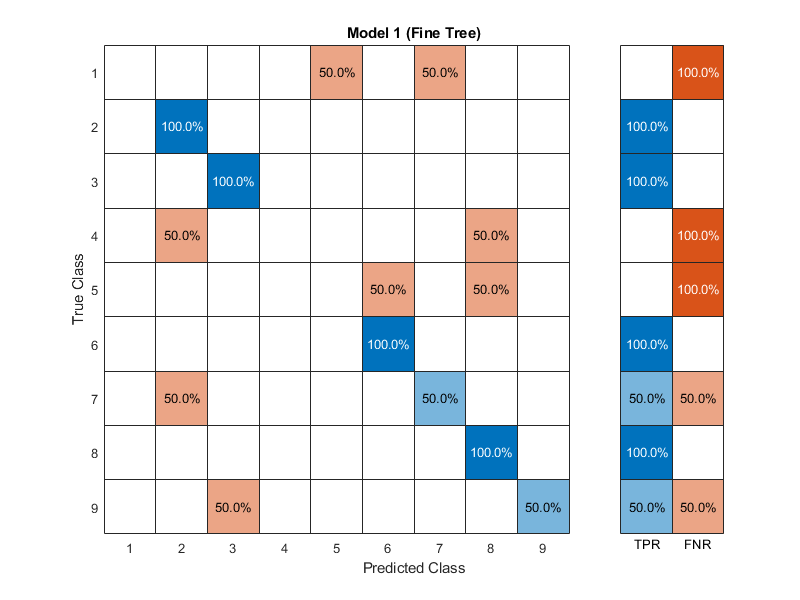 Model 1 (Fine Tree)
1 50.0% 50.0% 100.0%
2 100.0% 100.0%
3 100.0% 100.0%
4 50.0% 50.0% 100.0%
5 50.0% 50.0% 100.0%
6 100.0% 100.0%
7 50.0% 50.0% 50.0% 50.0%
8 100.0% 100.0%
9 50.0% 50.0% 50.0% 50.0%
True Class
1 2 3 4 5 6 7 8 9
TPR FNR
Predicted Class